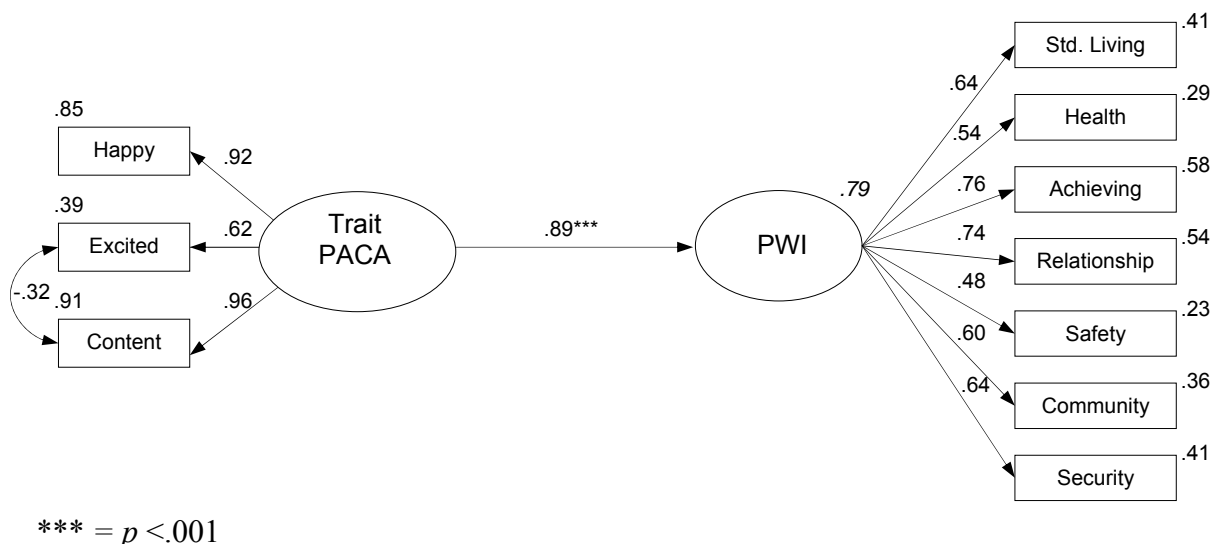 .41
Std. Living
.64
.29
Health
.85
.54
Happy
.92
.58
.76
Achieving
.79
.39
Trait
PACA
.62
Excited
.89***
PWI
.74
.54
Relationship
-.32
.91
.96
.48
.23
Content
Safety
.60
.36
.64
Community
.41
Security
*** = p <.001